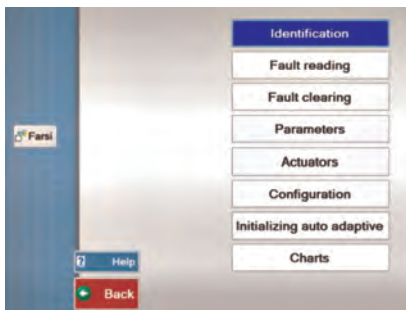 Identification
Fault reading
Fault clearing
Parameters
Farsi
Actuators
Configuration
Initializing auto adaptive
Charts
? Help
Back